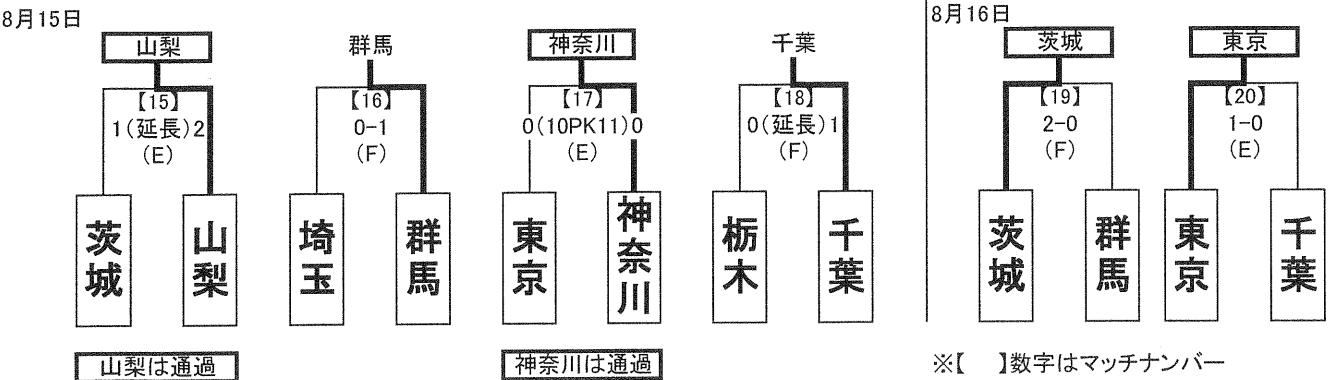 8月15日
8月16日
山梨
群馬
神奈川
千葉
茨城
東京
【15】
【16】
【17】
【18】
【19】
【20】
1(延長)2
0-1
0(10PK11)0
0(延長)1
2-0
1-0
(E)
(F)
(E)
(F)
(F)
(E)
茨城
山梨
埼玉
群馬
東京
神奈川
栃木
千葉
茨城
群馬
東京
千葉
山梨は通過
神奈川は通過
※【　】数字はマッチナンバー